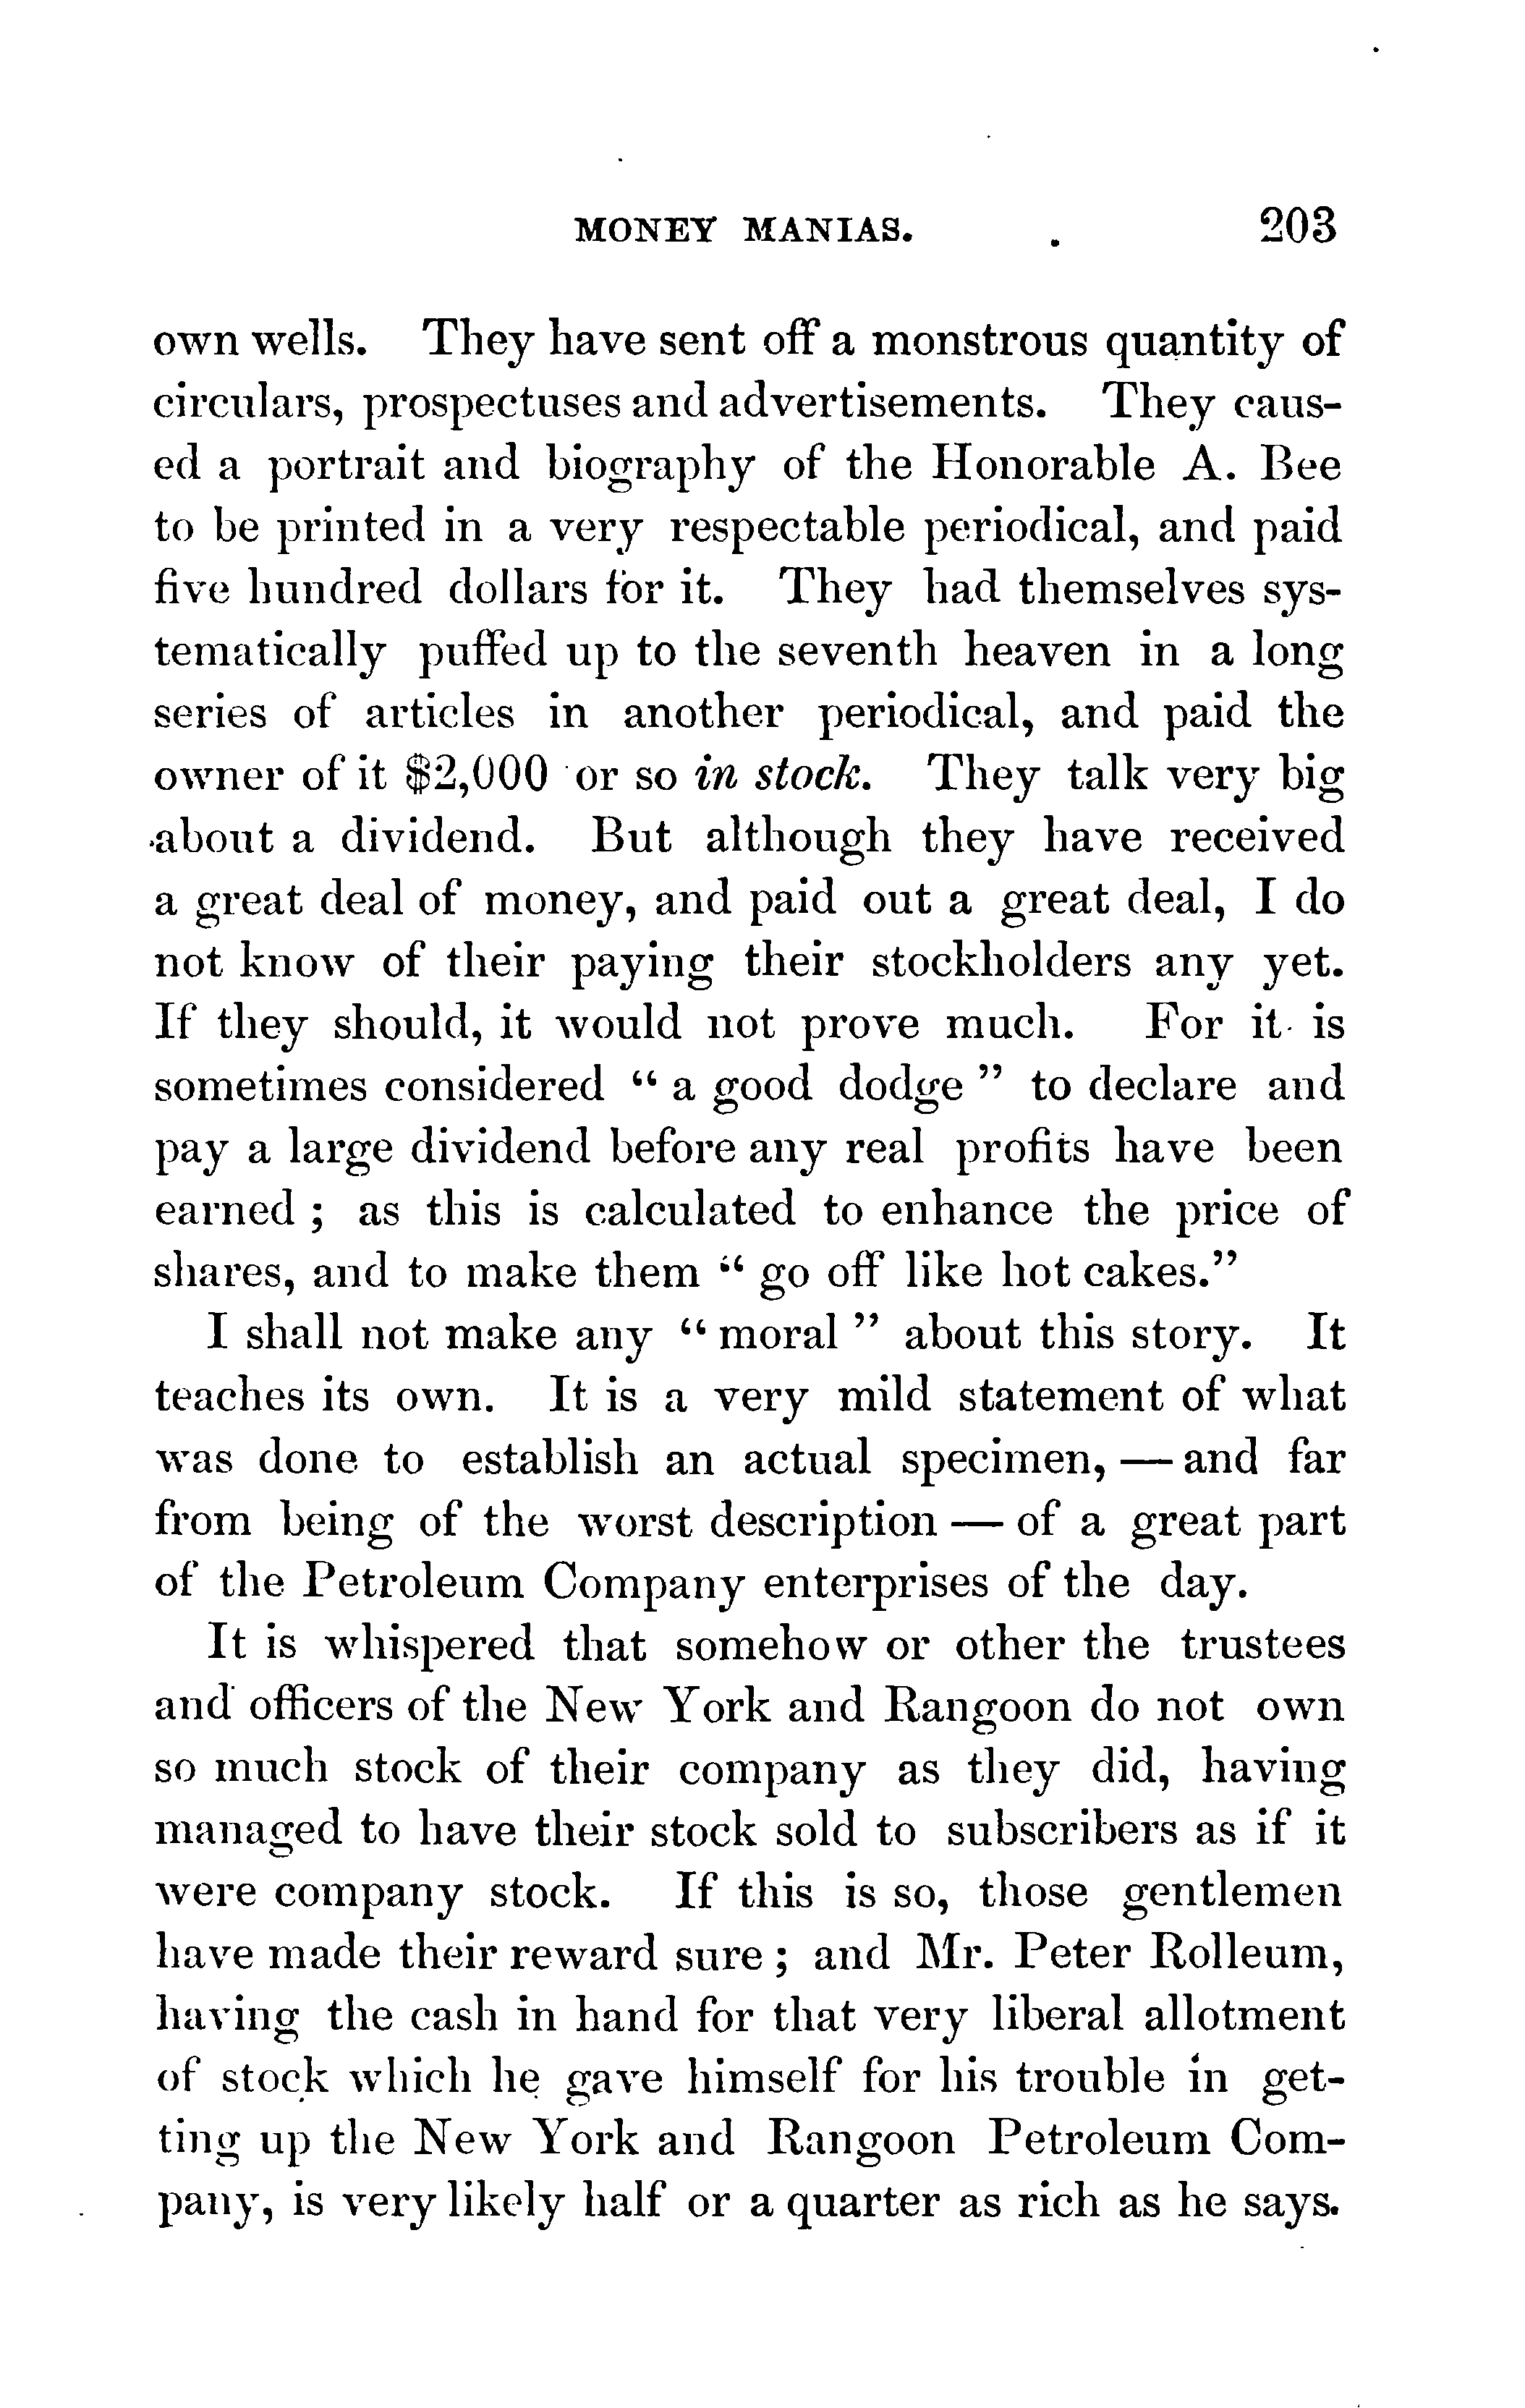 MONEY MANIAS. 203
own wells. They have sent off a monstrous quantity of
circulars, prospectuses and advertisements. They caus-
ed a portrait and biography of the Honorable A. Bee
to be printed in a very respectable periodical, and paid
five hundred dollars for it. They had themselves sys-
tematically puffed up to the seventh heaven in a long
series of articles in another periodical, and paid the
owner of it $2,000 or so in stock. They talk very big
about a dividend. But although they have received
a great deal of money, and paid out a great deal, I do
not know of their paying their stockholders any yet.
If they should, it would not prove much. For it is
sometimes considered “ a good dodge ” to declare and
pay a large dividend before any real profits have been
earned ; as this is calculated to enhance the price of
shares, and to make them “ go off like hot cakes.”
I shall not make any “ moral ” about this story. It
teaches its own. It is a very mild statement of what
was done to establish an actual specimen, — and far
from being of the worst description — of a great part
of the Petroleum Company enterprises of the day.
It is whispered that somehow or other the trustees
and officers of the New York and Rangoon do not own
so much stock of their company as they did, having
managed to have their stock sold to subscribers as if it
were company stock. If this is so, those gentlemen
have made their reward sure ; and Mr. Peter Rolleum,
having the cash in hand for that very liberal allotment
of stock which he gave himself for his trouble in get-
ting up the New York and Rangoon Petroleum Com-
pany, is very likely half or a quarter as rich as he says.